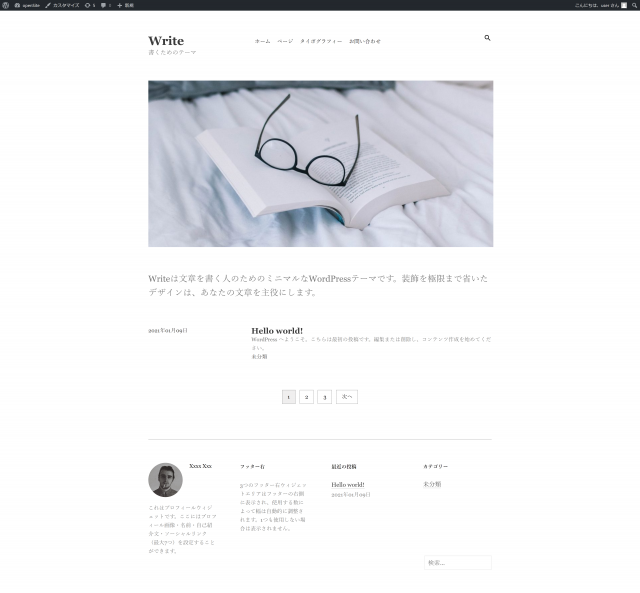 openbke カスタマイズ 5 1 新規 こんにちは、user さん
Write
書くためのテーマ
ホーム ページ タイポグラフィー お問い合わせ
Writeは文章を書く人のためのミニマルなWordPressテーマです。装飾を極限まで省いた
デザインは、あなたの文章を主役にします。
2021年01月09日
Hello world!
WordPress へようこそ。こちらは最初の投稿です。編集または削除し、コンテンツ作成を始めてくだ
さい。
未分類
1 2 3 次へ
Xxxx Xxx
これはプロフィールウィジ
ェットです。ここにはプロフ
ィール画像・名前・自己紹
介文・ソーシャルリンク
（最大7つ）を設定すること
ができます。
フッター右
3つのフッター右ウィジェッ
トエリアはフッターの右側
に表示され、使用する数に
よって幅は自動的に調整さ
れます。1つも使用しない場
合は表示されません。
最近の投稿
Hello world!
2021年01月09日
カテゴリー
未分類
検索…